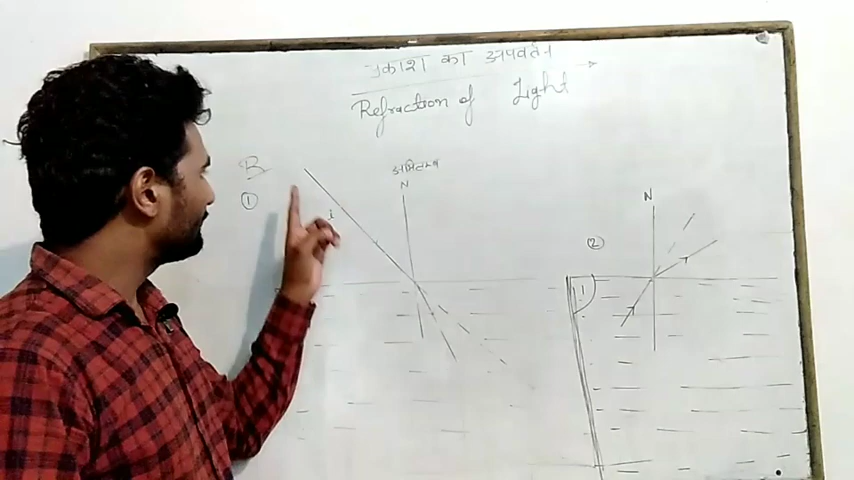 प्रकाश का अपवर्तन
Refraction of Light
B
①
अभिलम्ब
N
i
N
②